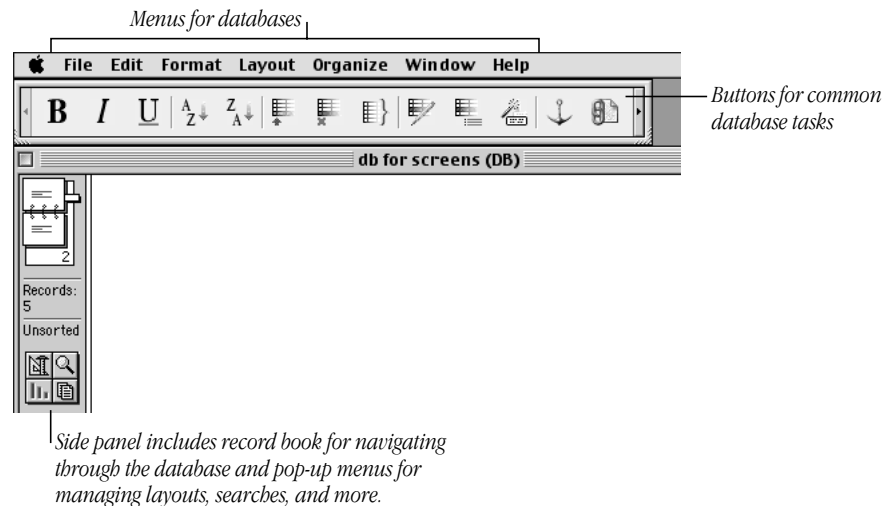 Menus for databases
File Edit Format Layout Organize Window Help
B I U A Z Z A
Buttons for common
database tasks
db for screens (DB)
2
Records:
5
Unsorted
Side panel includes record book for navigating
through the database and pop-up menus for
managing layouts, searches, and more.